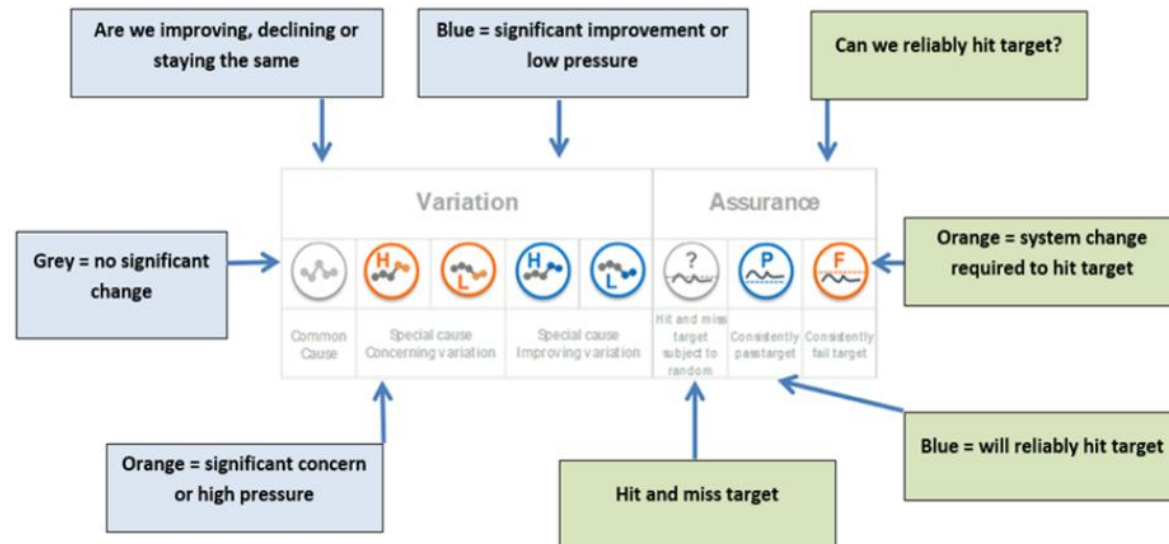 Are we improving, declining or
staying the same
Blue = significant improvement or
low pressure
Can we reliably hit target?
Variation
Assurance
Grey = no significant
change
H
L
H
L
?
P
F
Orange = system change
required to hit target
Common
Cause
Special cause
Concerning variation
Special cause
Improving variation
Hit and miss
target
subject to
random
Consistently
pass target
Consistently
fail target
Orange = significant concern
or high pressure
Hit and miss target
Blue = will reliably hit target